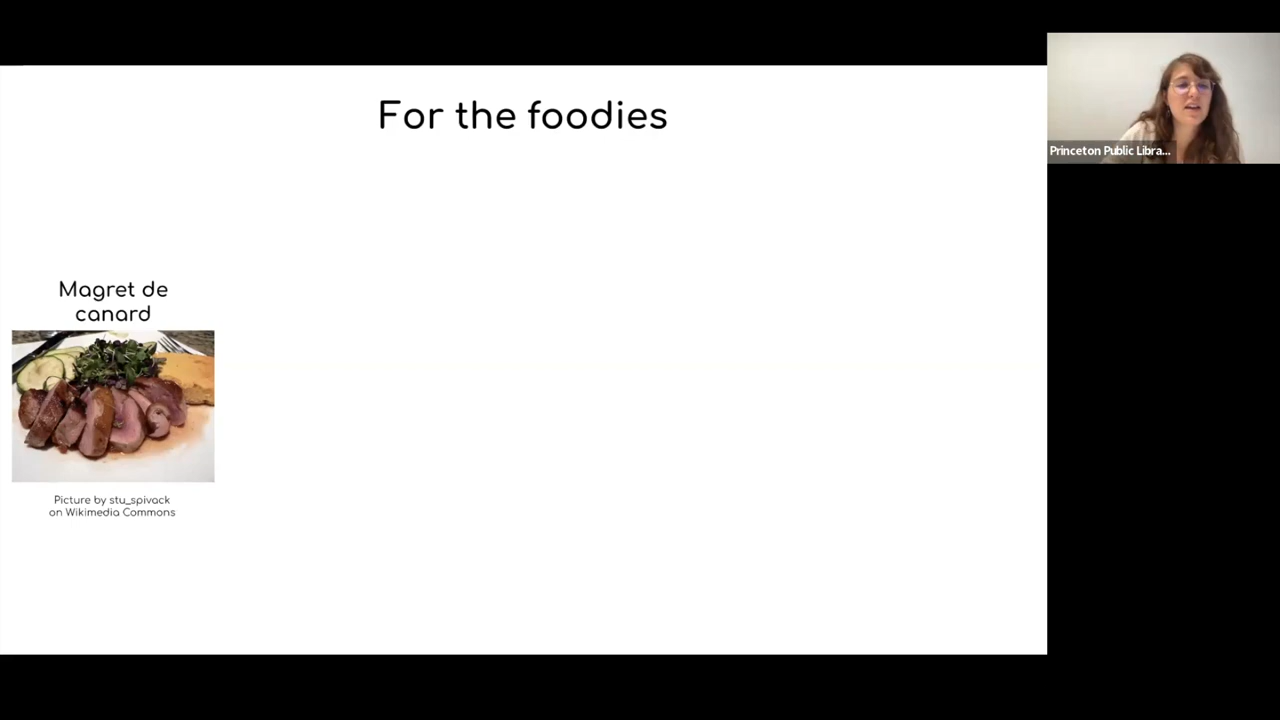 For the foodies
Princeton Public Libra...
Magret de
canard
Picture by stu_spivack
on Wikimedia Commons